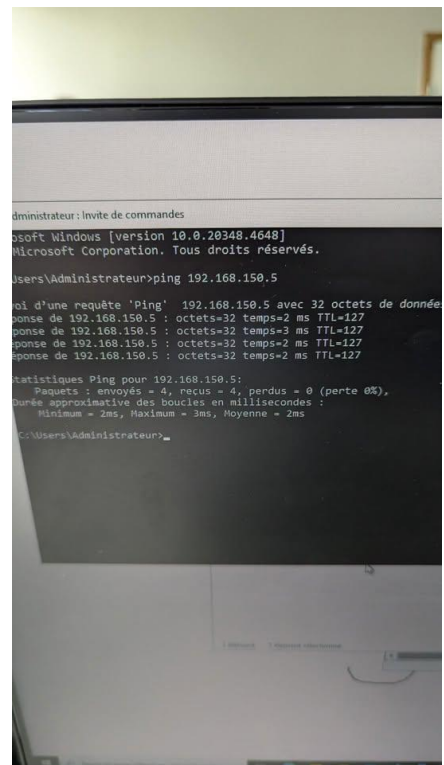 dministrateur : Invite de commandes
osoft Windows [version 10.0.20348.4648]
Microsoft Corporation. Tous droits réservés.
Jsers\Administrateur>ping 192.168.150.5
oi d'une requête 'Ping'  192.168.150.5 avec 32 octets de donnée
ponse de 192.168.150.5 : octets=32 temps=2 ms TTL=127
ponse de 192.168.150.5 : octets=32 temps=3 ms TTL=127
ponse de 192.168.150.5 : octets=32 temps=2 ms TTL=127
éponse de 192.168.150.5 : octets=32 temps=2 ms TTL=127
tatistiques Ping pour 192.168.150.5:
Paquets : envoyés = 4, reçus = 4, perdus = 0 (perte 0%),
Durée approximative des boucles en millisecondes :
Minimum = 2ms, Maximum = 3ms, Moyenne = 2ms
C:\Users\Administrateur>_